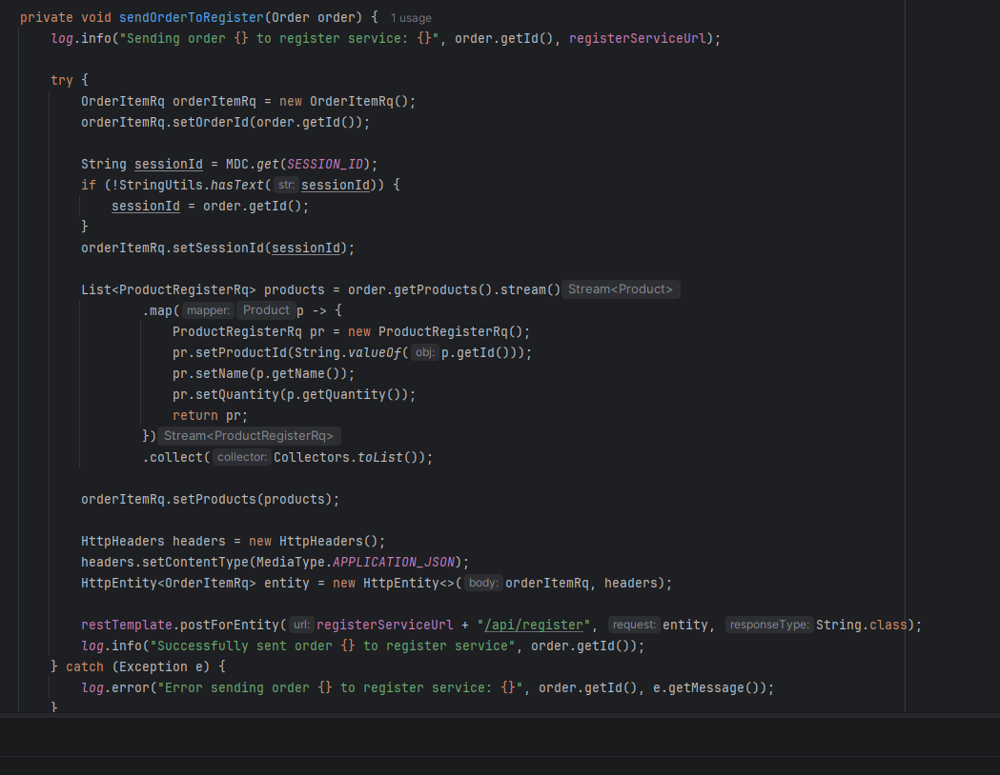 private void sendOrderToRegister(Order order) { 1 usage
log.info("Sending order {} to register service: {}", order.getId(), registerServiceUrl);
try {
OrderItemRq orderItemRq = new OrderItemRq();
orderItemRq.setOrderId(order.getId());
String sessionId = MDC.get(SESSION_ID);
if (!StringUtils.hasText( str: sessionId)) {
sessionId = order.getId();
}
orderItemRq.setSessionId(sessionId);
List<ProductRegisterRq> products = order.getProducts().stream() Stream<Product>
.map( mapper: Product p -> {
ProductRegisterRq pr = new ProductRegisterRq();
pr.setProductId(String.valueOf( obj: p.getId()));
pr.setName(p.getName());
pr.setQuantity(p.getQuantity());
return pr;
}) Stream<ProductRegisterRq>
.collect( collector: Collectors.toList());
orderItemRq.setProducts(products);
HttpHeaders headers = new HttpHeaders();
headers.setContentType(MediaType.APPLICATION_JSON);
HttpEntity<OrderItemRq> entity = new HttpEntity<>( body: orderItemRq, headers);
restTemplate.postForEntity( url: registerServiceUrl + "/api/register", request: entity, responseType: String.class);
log.info("Successfully sent order {} to register service", order.getId());
} catch (Exception e) {
log.error("Error sending order {} to register service: {}", order.getId(), e.getMessage());
}